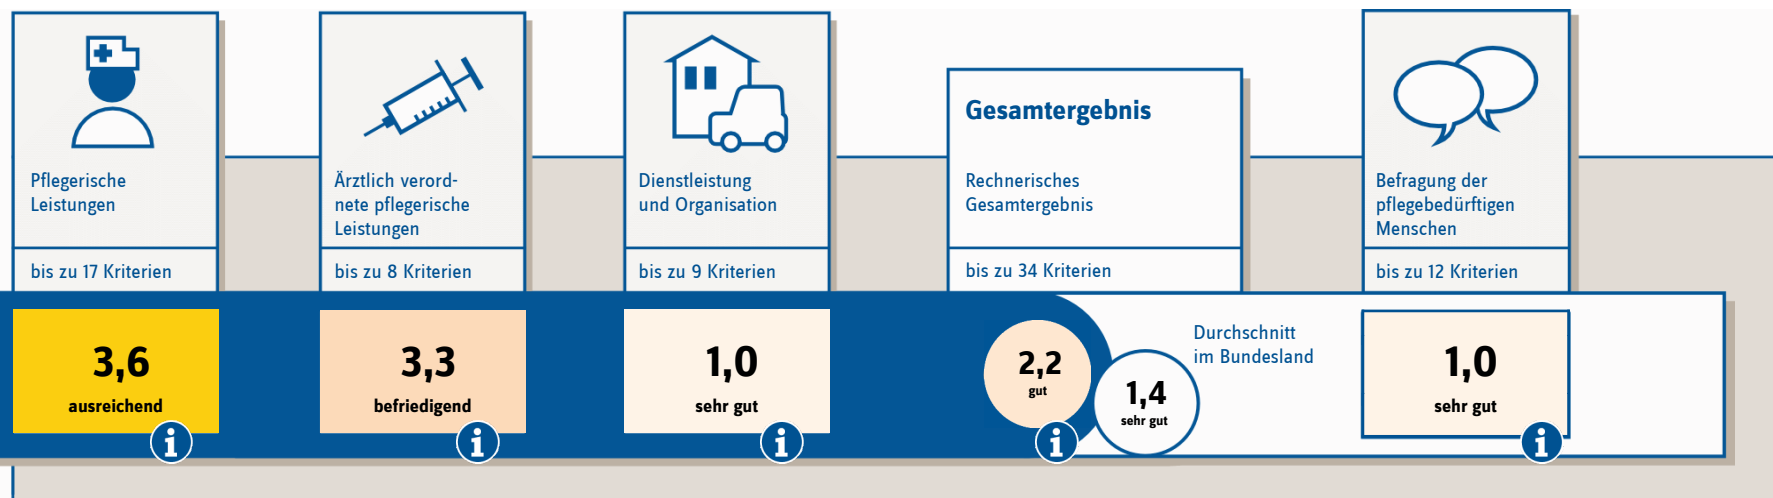 Pflegerische
Leistungen
bis zu 17 Kriterien
3,6
ausreichend
i
Ärztlich verord-
nete pflegerische
Leistungen
bis zu 8 Kriterien
3,3
befriedigend
i
Dienstleistung
und Organisation
bis zu 9 Kriterien
1,0
sehr gut
i
Gesamtergebnis
Rechnerisches
Gesamtergebnis
bis zu 34 Kriterien
2,2
gut
i
1,4
sehr gut
Durchschnitt
im Bundesland
Befragung der
pflegebedürftigen
Menschen
bis zu 12 Kriterien
1,0
sehr gut
i